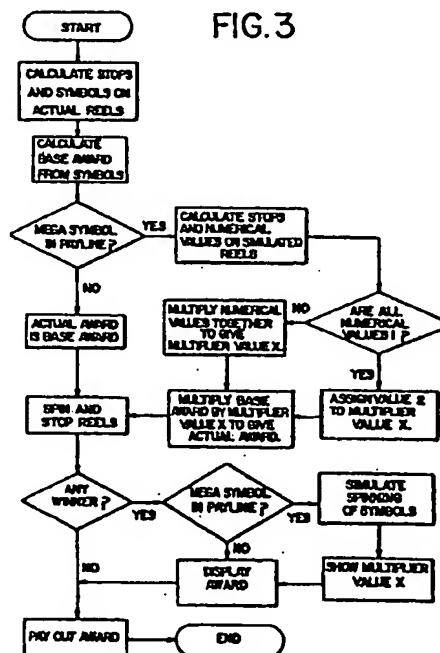 FIG.3
START
CALCULATE STOPS
AND SYMBOLS ON
ACTUAL REELS
CALCULATE
BASE AWARD
FROM SYMBOLS
MEGA SYMBOL
IN PAYLINE?
YES
CALCULATE STOPS
AND NUMERICAL
VALUES ON SIMULATED
REELS
NO
ACTUAL AWARD
IS BASE AWARD
MULTIPLY NUMERICAL
VALUES TOGETHER
TO GIVE
MULTIPLIER VALUE X.
NO
ARE ALL
NUMERICAL
VALUES 1?
YES
SPIN AND
STOP REELS
MULTIPLY BASE
AWARD BY MULTIPLIER
VALUE X TO GIVE
ACTUAL AWARD.
ASSIGN VALUE 2
TO MULTIPLIER
VALUE X.
ANY
WINNER?
YES
MEGA SYMBOL
IN PAYLINE?
YES
SIMULATE
SPINNING
OF SYMBOLS
NO
NO
DISPLAY
AWARD
SHOW MULTIPLIER
VALUE X
PAY OUT AWARD
END